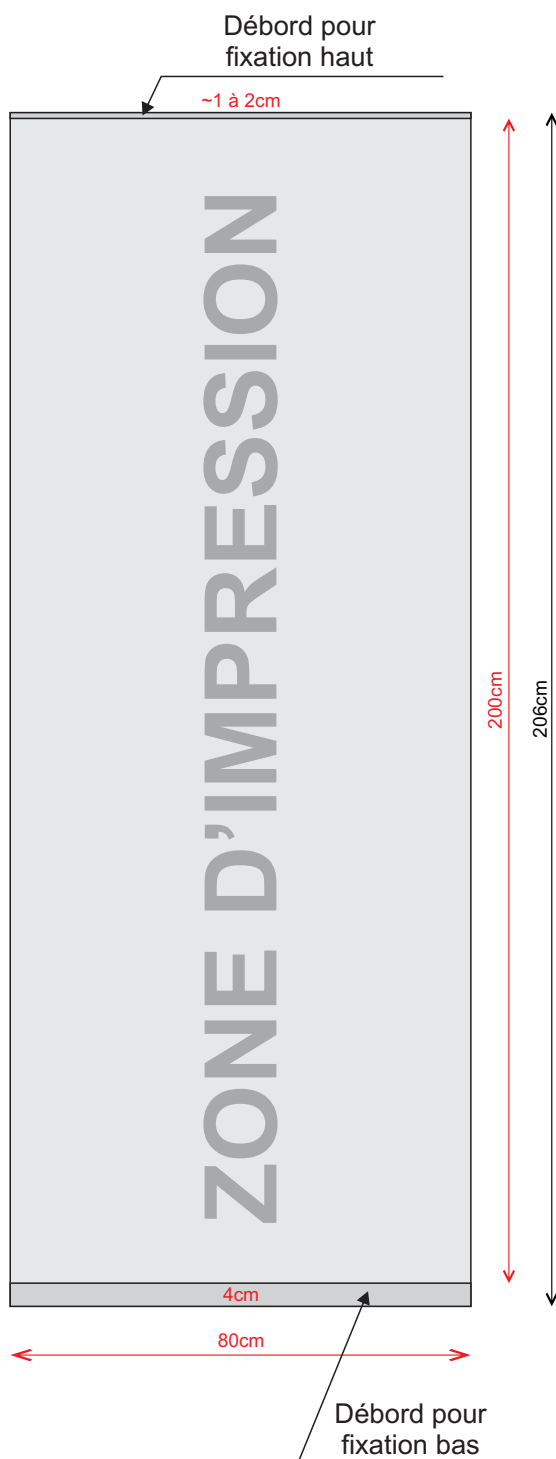 Débord pour
fixation haut
~1 à 2cm
ZONE D’IMPRESSION
200cm
206cm
4cm
80cm
Débord pour
fixation bas